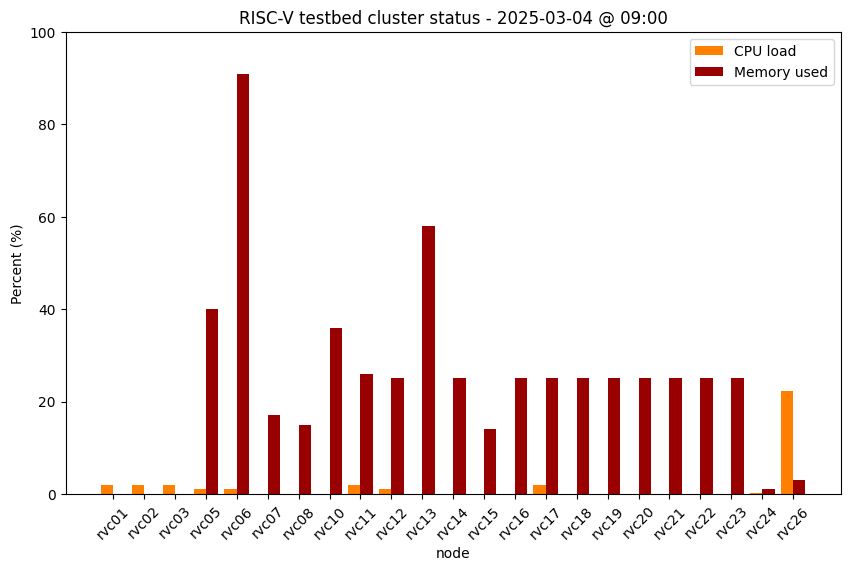 RISC-V testbed cluster status - 2025-03-04 @ 09:00
CPU load
Memory used
Percent (%)
100
80
60
40
20
0
rvc01 rvc02 rvc03 rvc05 rvc06 rvc07 rvc08 rvc10 rvc11 rvc12 rvc13 rvc14 rvc15 rvc16 rvc17 rvc18 rvc19 rvc20 rvc21 rvc22 rvc23 rvc24 rvc26
node